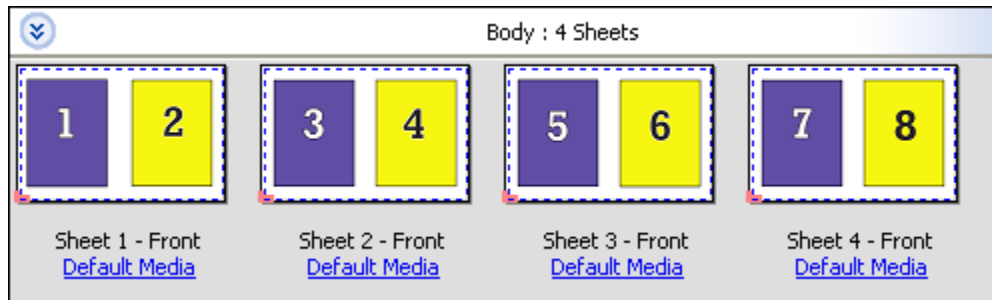 Body : 4 Sheets
1 2 3 4 5 6 7 8
Sheet 1 - Front Sheet 2 - Front Sheet 3 - Front Sheet 4 - Front
Default Media Default Media Default Media Default Media